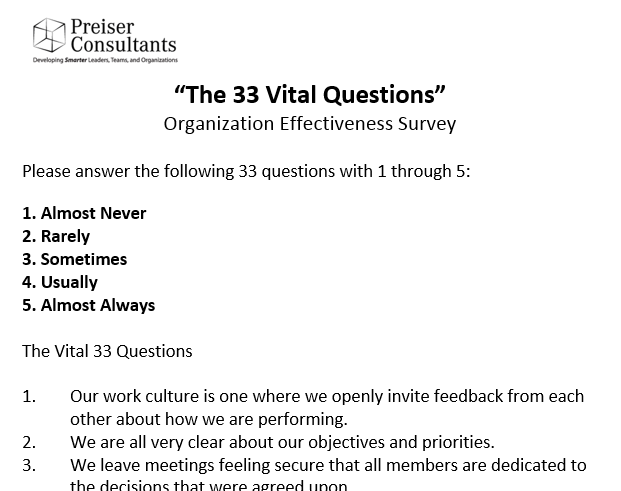 Preiser
Consultants
Developing Smarter Leaders, Teams, and Organizations
“The 33 Vital Questions”
Organization Effectiveness Survey
Please answer the following 33 questions with 1 through 5:
1. Almost Never
2. Rarely
3. Sometimes
4. Usually
5. Almost Always
The Vital 33 Questions
1. Our work culture is one where we openly invite feedback from each
other about how we are performing.
2. We are all very clear about our objectives and priorities.
3. We leave meetings feeling secure that all members are dedicated to
the decisions that were agreed upon